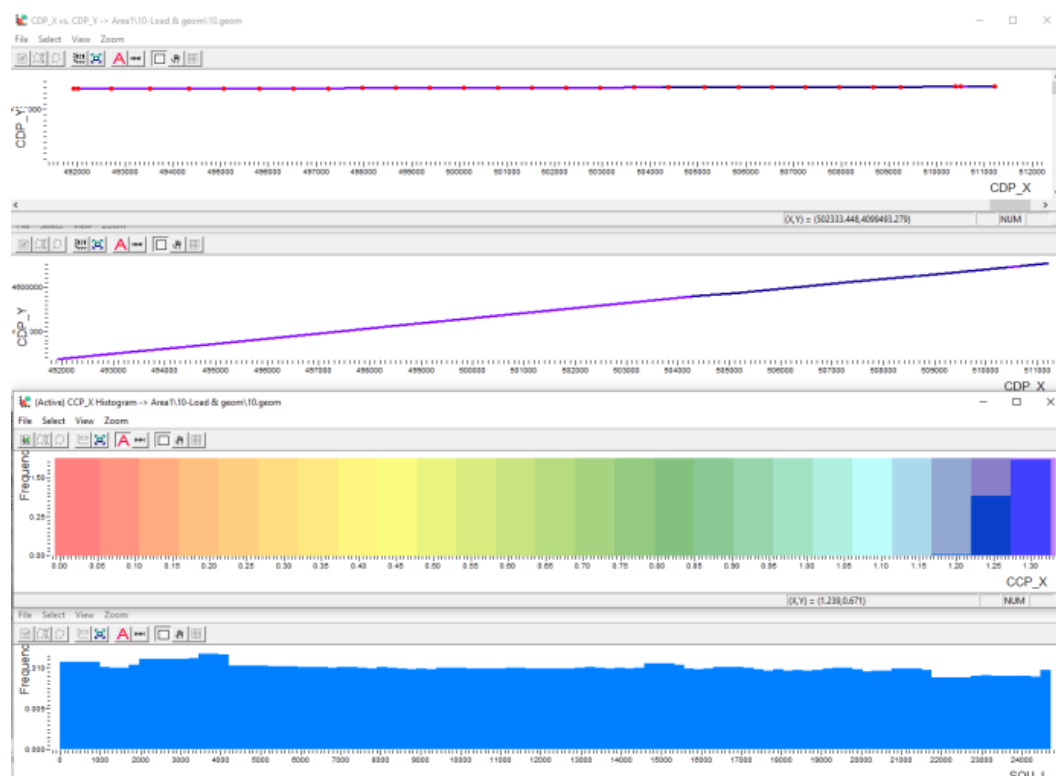 CDP_X vs. CDP_Y -> Area1\10-Load & geom\10.geom
File Select View Zoom
CDP_Y
492000 493000 494000 495000 496000 497000 498000 499000 500000 501000 502000 503000 504000 505000 506000 507000 508000 509000 510000 511000 512000
CDP_X
(X,Y) = (502333.448,4099493.279) NUM
File Select View Zoom
CDP_Y
492000 493000 494000 495000 496000 497000 498000 499000 500000 501000 502000 503000 504000 505000 506000 507000 508000 509000 510000 511000
CDP_X
(Active) CCP_X Histogram -> Area1\10-Load & geom\10.geom
File Select View Zoom
Frequenc
0.25
0.00
0.00 0.05 0.10 0.15 0.20 0.25 0.30 0.35 0.40 0.45 0.50 0.55 0.60 0.65 0.70 0.75 0.80 0.85 0.90 0.95 1.00 1.05 1.10 1.15 1.20 1.25 1.30
CCP_X
(X,Y) = (1.239,0.671) NUM
File Select View Zoom
Frequenc
0.005
0.000
0 1000 2000 3000 4000 5000 6000 7000 8000 9000 10000 11000 12000 13000 14000 15000 16000 17000 18000 19000 20000 21000 22000 23000 24000